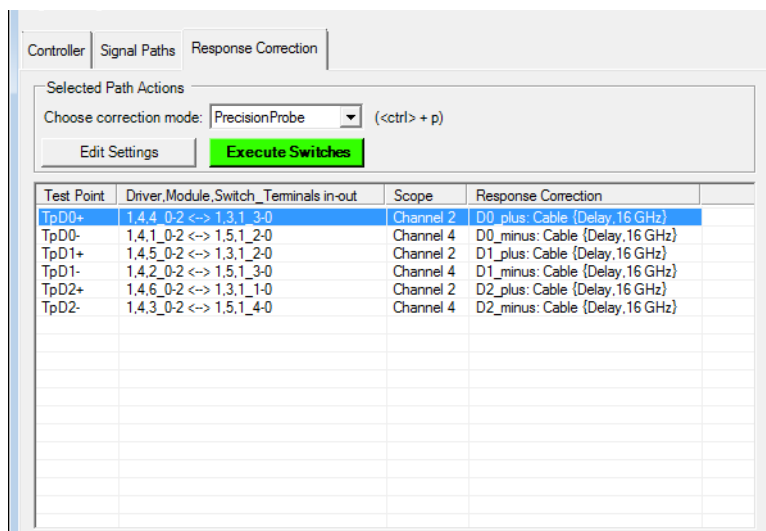 Controller Signal Paths Response Correction
Selected Path Actions
Choose correction mode: PrecisionProbe (<ctrl> + p)
Edit Settings Execute Switches
Test Point Driver,Module,Switch_Terminals in-out Scope Response Correction
TpD0+ 1,4,4_0-2 <--> 1,3,1_3-0 Channel 2 D0_plus: Cable {Delay,16 GHz}
TpD0- 1,4,1_0-2 <--> 1,5,1_2-0 Channel 4 D0_minus: Cable {Delay,16 GHz}
TpD1+ 1,4,5_0-2 <--> 1,3,1_2-0 Channel 2 D1_plus: Cable {Delay,16 GHz}
TpD1- 1,4,2_0-2 <--> 1,5,1_3-0 Channel 4 D1_minus: Cable {Delay,16 GHz}
TpD2+ 1,4,6_0-2 <--> 1,3,1_1-0 Channel 2 D2_plus: Cable {Delay,16 GHz}
TpD2- 1,4,3_0-2 <--> 1,5,1_4-0 Channel 4 D2_minus: Cable {Delay,16 GHz}